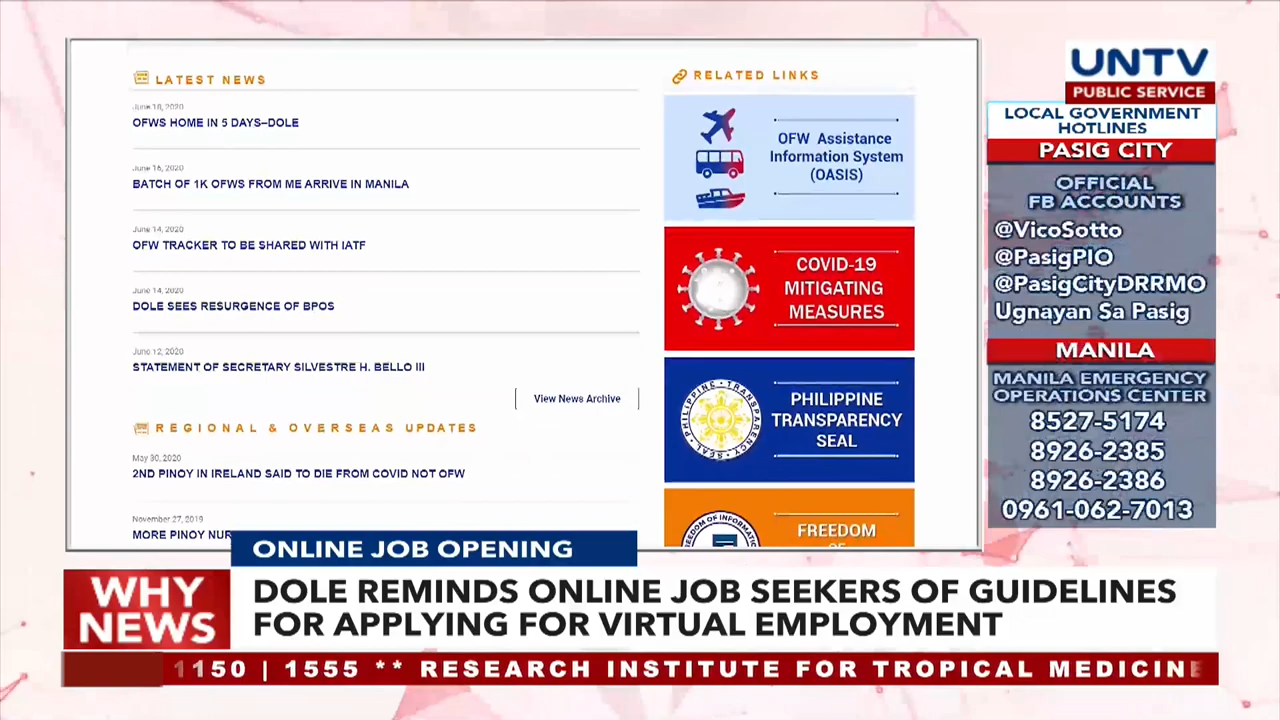 LATEST NEWS
June 18, 2020
OFWS HOME IN 5 DAYS–DOLE
June 16, 2020
BATCH OF 1K OFWS FROM ME ARRIVE IN MANILA
June 14, 2020
OFW TRACKER TO BE SHARED WITH IATF
June 14, 2020
DOLE SEES RESURGENCE OF BPOS
June 12, 2020
STATEMENT OF SECRETARY SILVESTRE H. BELLO III
View News Archive
REGIONAL & OVERSEAS UPDATES
May 30, 2020
2ND PINOY IN IRELAND SAID TO DIE FROM COVID NOT OFW
November 27, 2019
MORE PINOY
RELATED LINKS
OFW Assistance
Information System
(OASIS)
COVID-19
MITIGATING
MEASURES
PHILIPPINE TRANSPARENCY SEAL
PHILIPPINE
TRANSPARENCY
SEAL
FREEDOM OF INFORMATION
FREEDOM
OF
UNTV
PUBLIC SERVICE
LOCAL GOVERNMENT
HOTLINES
PASIG CITY
OFFICIAL
FB ACCOUNTS
@VicoSotto
@PasigPIO
@PasigCityDRRMO
Ugnayan Sa Pasig
MANILA
MANILA EMERGENCY
OPERATIONS CENTER
8527-5174
8926-2385
8926-2386
0961-062-7013
ONLINE JOB OPENING
WHY
NEWS
DOLE REMINDS ONLINE JOB SEEKERS OF GUIDELINES
FOR APPLYING FOR VIRTUAL EMPLOYMENT
1150 | 1555 ** RESEARCH INSTITUTE FOR TROPICAL MEDICINE